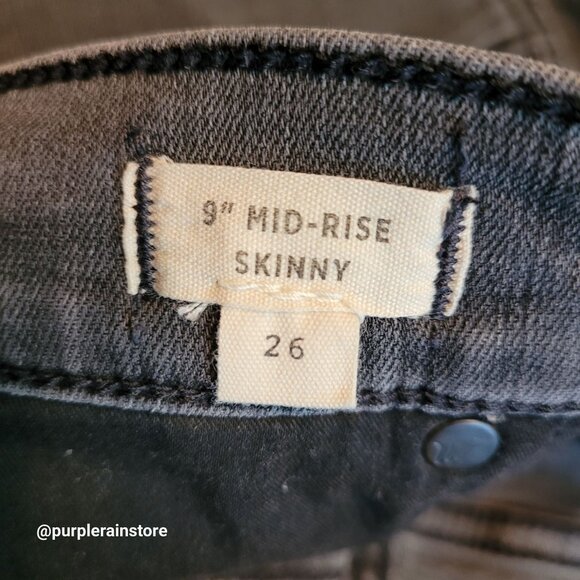 9" MID-RISE
SKINNY
26
@purplerainstore